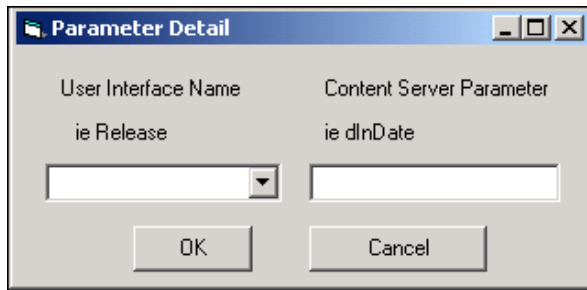 Parameter Detail
User Interface Name
Content Server Parameter
ie Release
ie dInDate
OK
Cancel